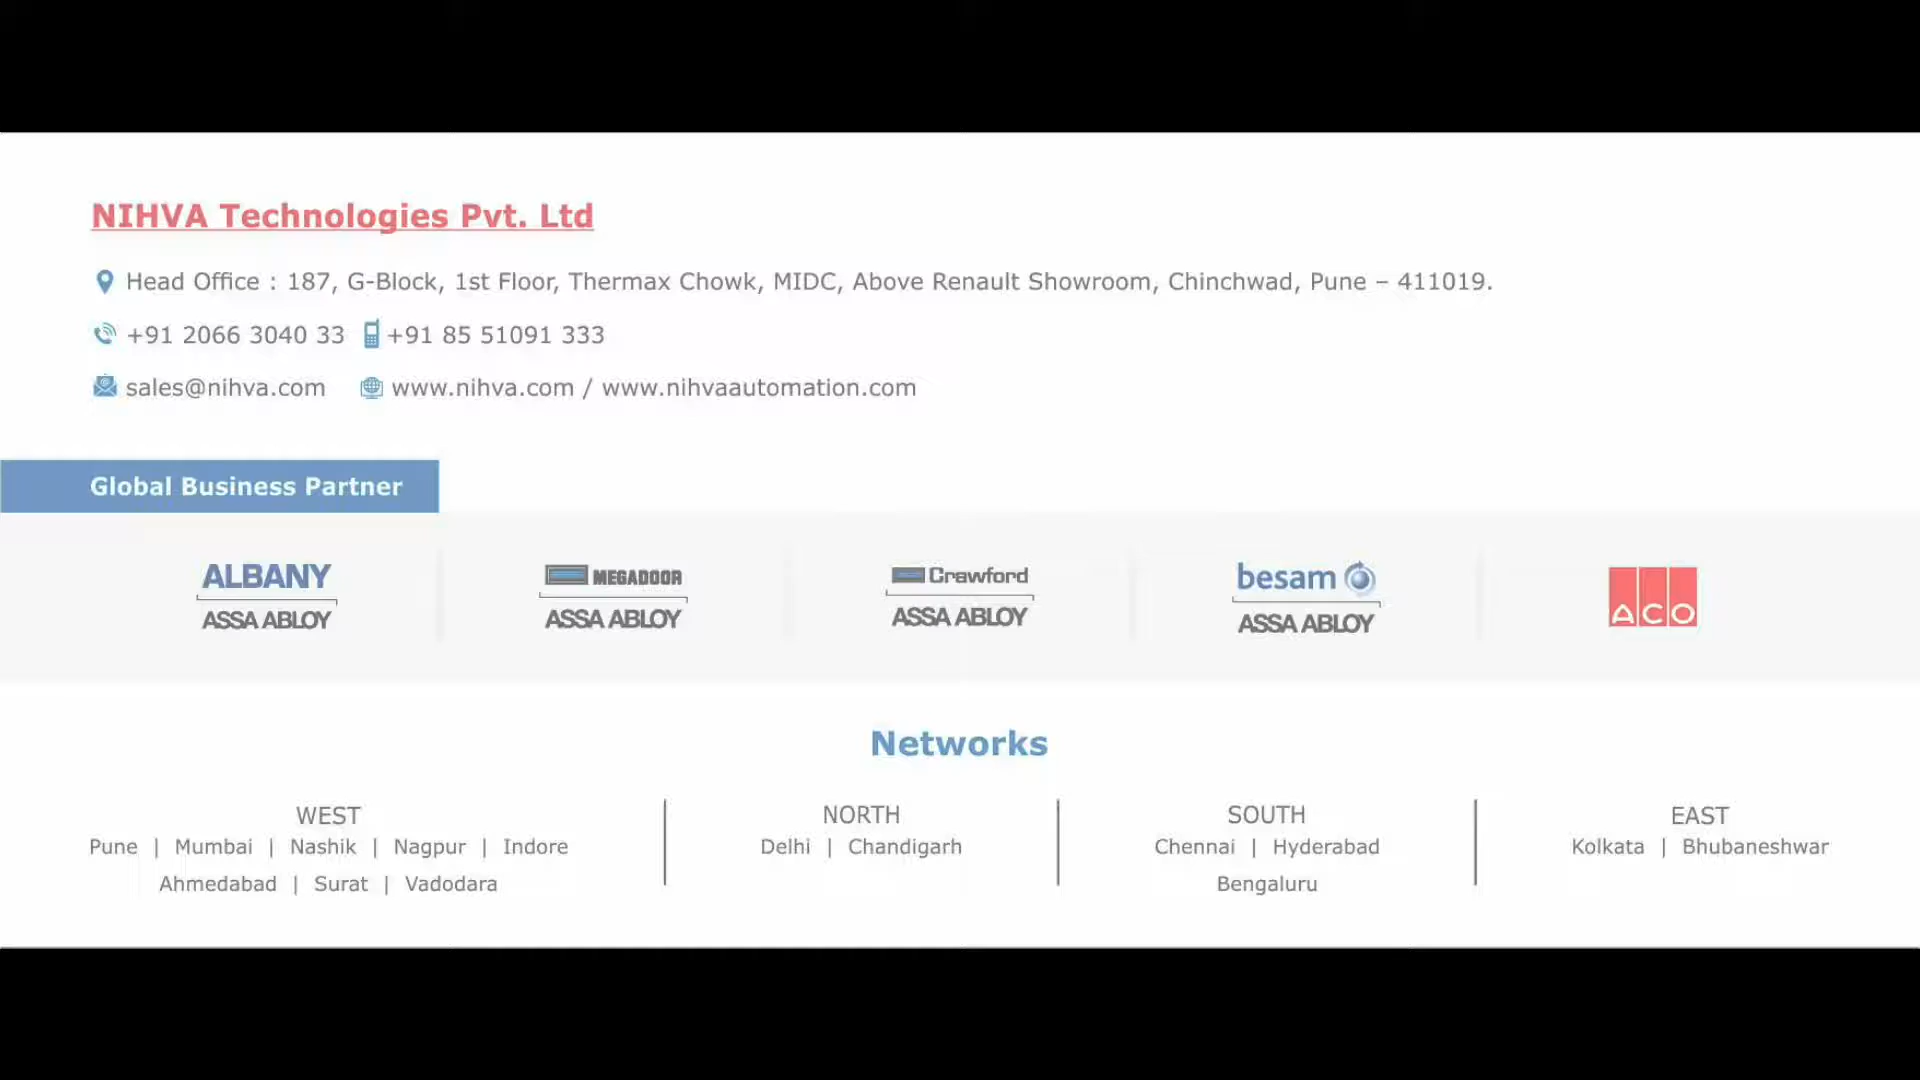 NIHVA Technologies Pvt. Ltd
Head Office : 187, G-Block, 1st Floor, Thermax Chowk, MIDC, Above Renault Showroom, Chinchwad, Pune – 411019.
+91 2066 3040 33 +91 85 51091 333
sales@nihva.com www.nihva.com / www.nihvaautomation.com
Global Business Partner
ALBANY
ASSA ABLOY
MEGADOOR
ASSA ABLOY
Crawford
ASSA ABLOY
besam
ASSA ABLOY
ACO
Networks
WEST
Pune | Mumbai | Nashik | Nagpur | Indore
Ahmedabad | Surat | Vadodara
NORTH
Delhi | Chandigarh
SOUTH
Chennai | Hyderabad
Bengaluru
EAST
Kolkata | Bhubaneshwar